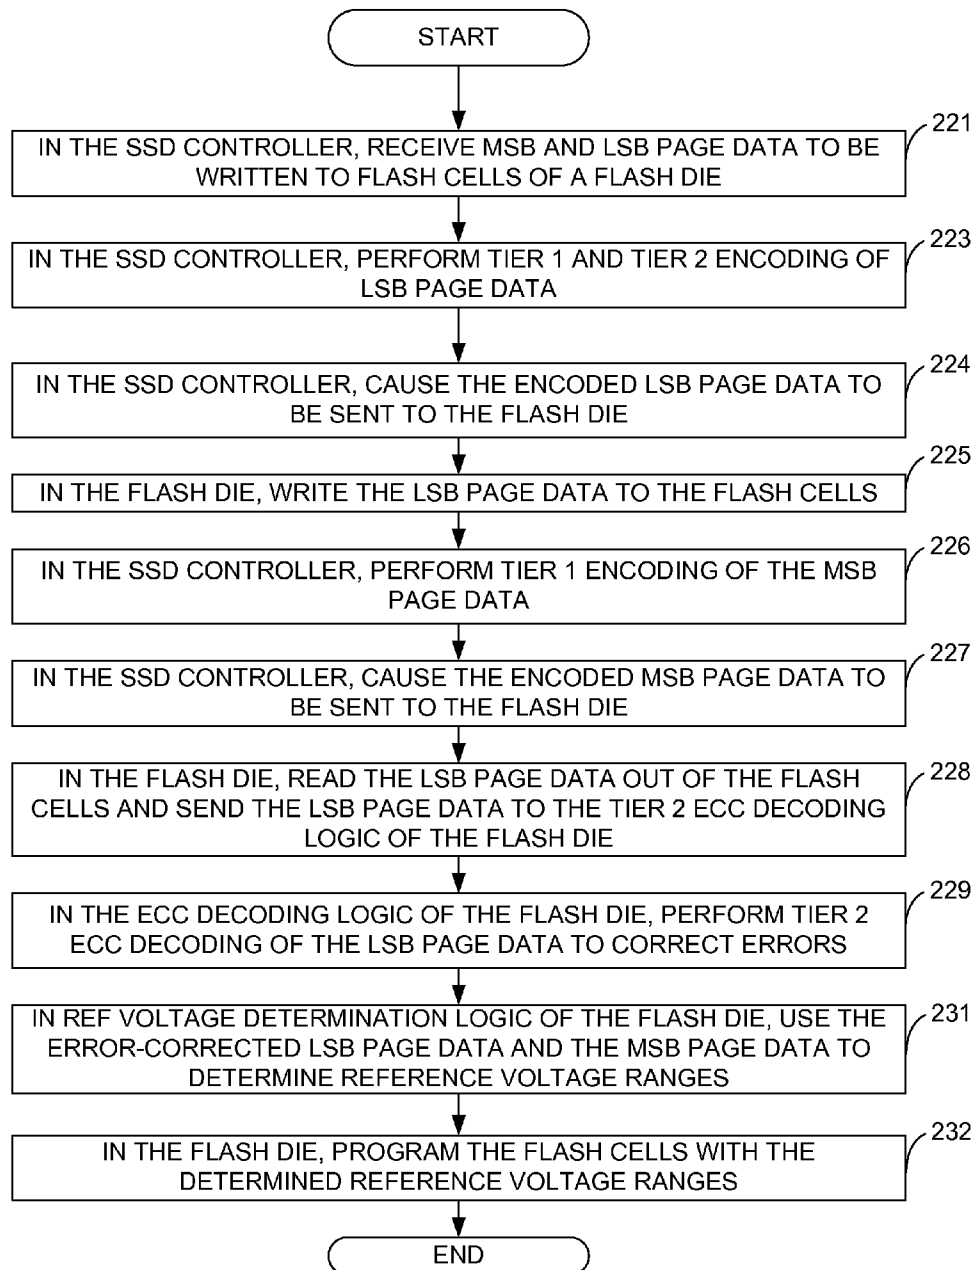 START
221
IN THE SSD CONTROLLER, RECEIVE MSB AND LSB PAGE DATA TO BE
WRITTEN TO FLASH CELLS OF A FLASH DIE
223
IN THE SSD CONTROLLER, PERFORM TIER 1 AND TIER 2 ENCODING OF
LSB PAGE DATA
224
IN THE SSD CONTROLLER, CAUSE THE ENCODED LSB PAGE DATA TO
BE SENT TO THE FLASH DIE
225
IN THE FLASH DIE, WRITE THE LSB PAGE DATA TO THE FLASH CELLS
226
IN THE SSD CONTROLLER, PERFORM TIER 1 ENCODING OF THE MSB
PAGE DATA
227
IN THE SSD CONTROLLER, CAUSE THE ENCODED MSB PAGE DATA TO
BE SENT TO THE FLASH DIE
228
IN THE FLASH DIE, READ THE LSB PAGE DATA OUT OF THE FLASH
CELLS AND SEND THE LSB PAGE DATA TO THE TIER 2 ECC DECODING
LOGIC OF THE FLASH DIE
229
IN THE ECC DECODING LOGIC OF THE FLASH DIE, PERFORM TIER 2
ECC DECODING OF THE LSB PAGE DATA TO CORRECT ERRORS
231
IN REF VOLTAGE DETERMINATION LOGIC OF THE FLASH DIE, USE THE
ERROR-CORRECTED LSB PAGE DATA AND THE MSB PAGE DATA TO
DETERMINE REFERENCE VOLTAGE RANGES
232
IN THE FLASH DIE, PROGRAM THE FLASH CELLS WITH THE
DETERMINED REFERENCE VOLTAGE RANGES
END